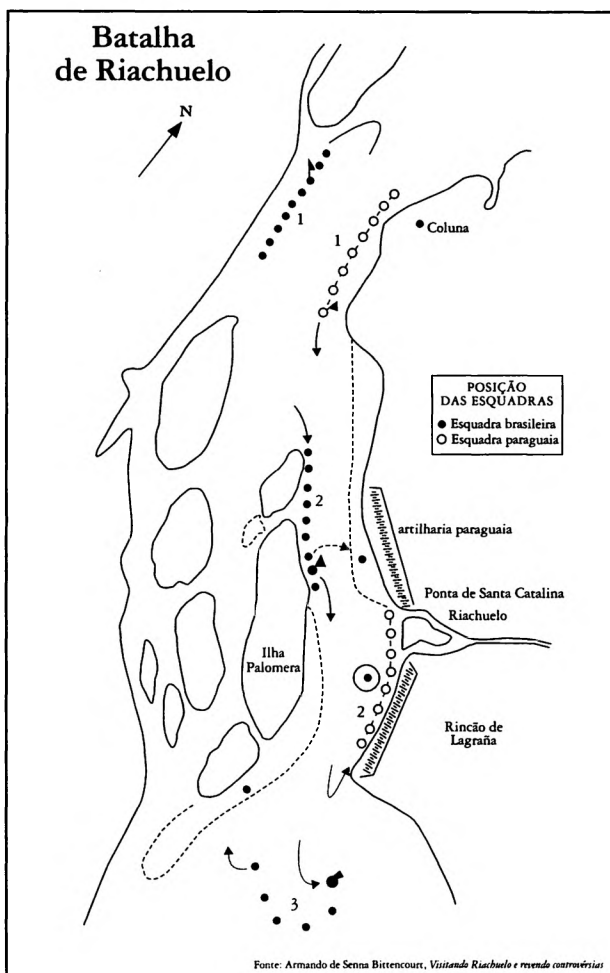 Batalha
de Riachuelo
N
1
1
Coluna
POSIÇÃO
DAS ESQUADRAS
Esquadra brasileira
Esquadra paraguaia
2
artilharia paraguaia
Ponta de Santa Catalina
Riachuelo
Ilha
Palomera
2
Rincão de
Lagraña
3
Fonte: Armando de Senna Bittencourt, Visitando Riachuelo e revendo controvérsias